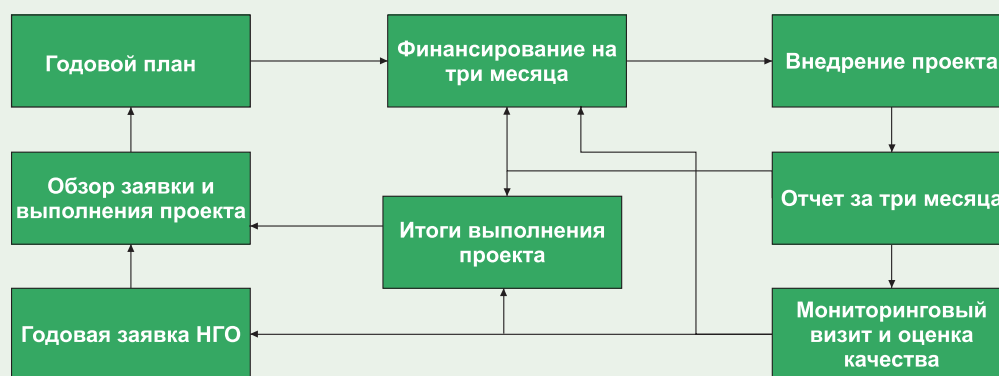 Годовой план
Финансирование на
три месяца
Внедрение проекта
Обзор заявки и
выполнения проекта
Итоги выполнения
проекта
Отчет за три месяца
Годовая заявка НГО
Мониторинговый
визит и оценка
качества